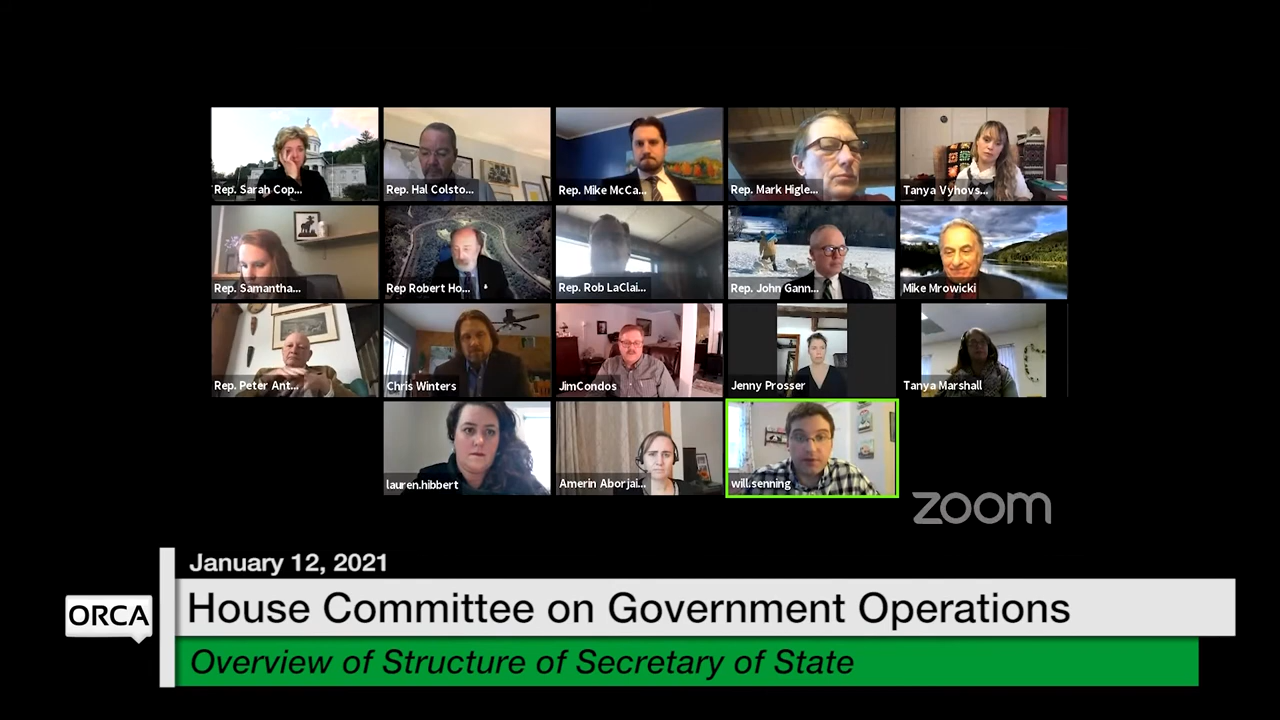 Rep. Sarah Cop...
Rep. Hal Colsto...
Rep. Mike McCa...
Rep. Mark Higle...
Tanya Vyhovs...
Rep. Samantha...
Rep Robert Ho...
Rep. Rob LaClai...
Rep. John Gann...
Mike Mrowicki
Rep. Peter Ant...
Chris Winters
JimCondos
Jenny Prosser
Tanya Marshall
lauren.hibbert
Amerin Aborjai...
will.senning
zoom
January 12, 2021
ORCA
House Committee on Government Operations
Overview of Structure of Secretary of State